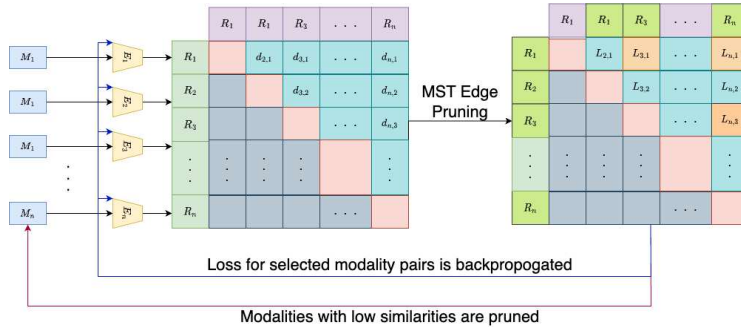 R₁ R₁ R₃ . . . Rₙ
R₁ R₁ R₃ . . . Rₙ
M₁ E₁ R₁ d₂,₁ d₃,₁ . . . dₙ,₁
R₁ L₂,₁ L₃,₁ . . . Lₙ,₁
M₁ E₂ R₂ d₃,₂ . . . dₙ,₂
MST Edge
Pruning
R₂ L₃,₂ . . . Lₙ,₂
M₁ E₃ R₃ . . . dₙ,₃
R₃ . . . Lₙ,₃
Mₙ Eₙ Rₙ . . .
Rₙ . . .
Loss for selected modality pairs is backpropogated
Modalities with low similarities are pruned